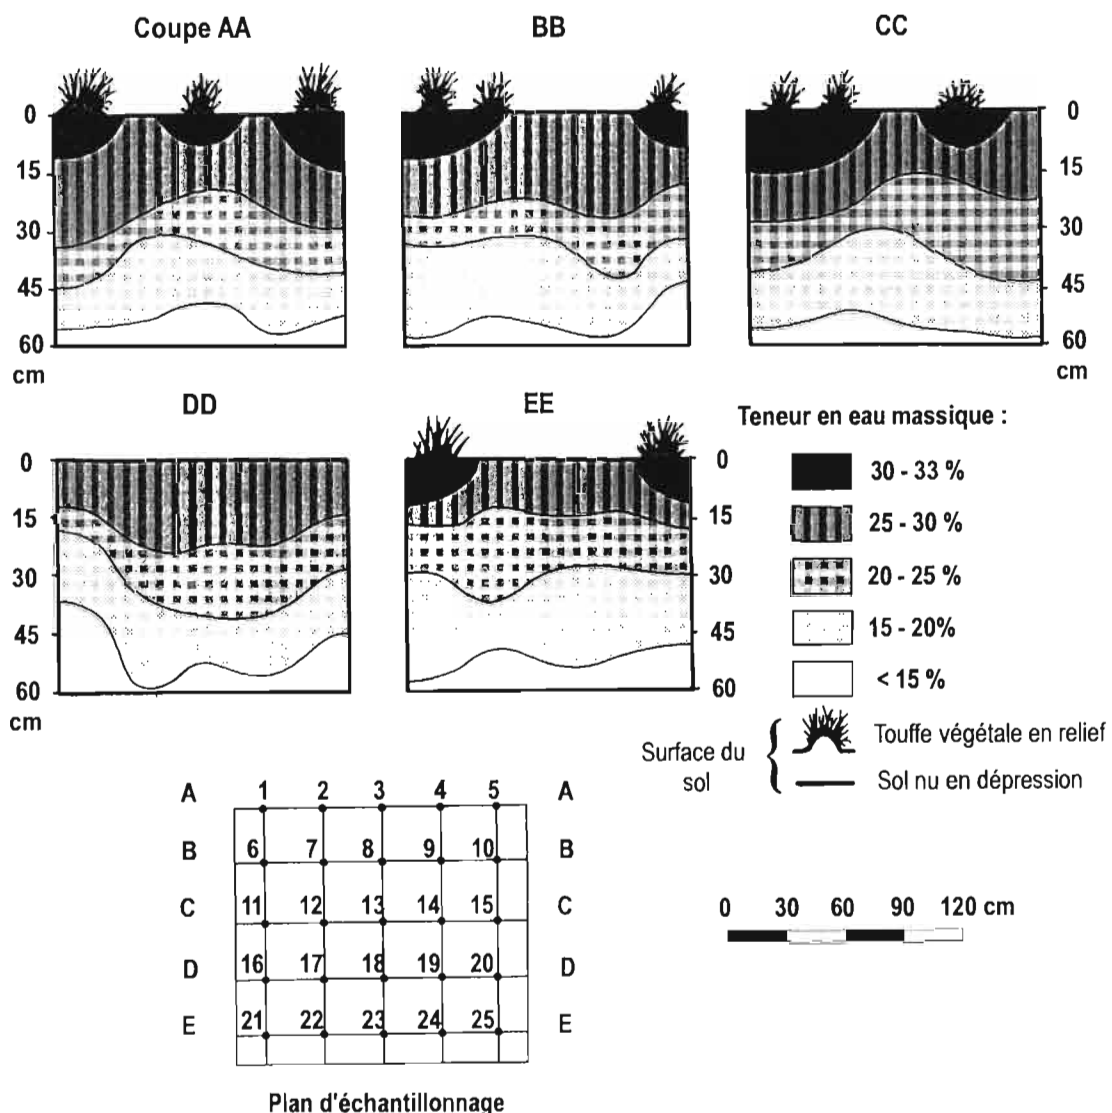 Coupe AA BB CC
0 0
15 15
30 30
45 45
60 60
cm cm
DD EE
0 0
15 15
30 30
45 45
60 60
cm
Teneur en eau massique :
30 - 33 %
25 - 30 %
20 - 25 %
15 - 20%
< 15 %
Surface du sol
{
Touffe végétale en relief
Sol nu en dépression
A 1 2 3 4 5 A
B 6 7 8 9 10 B
C 11 12 13 14 15 C
D 16 17 18 19 20 D
E 21 22 23 24 25 E
0 30 60 90 120 cm
Plan d'échantillonnage